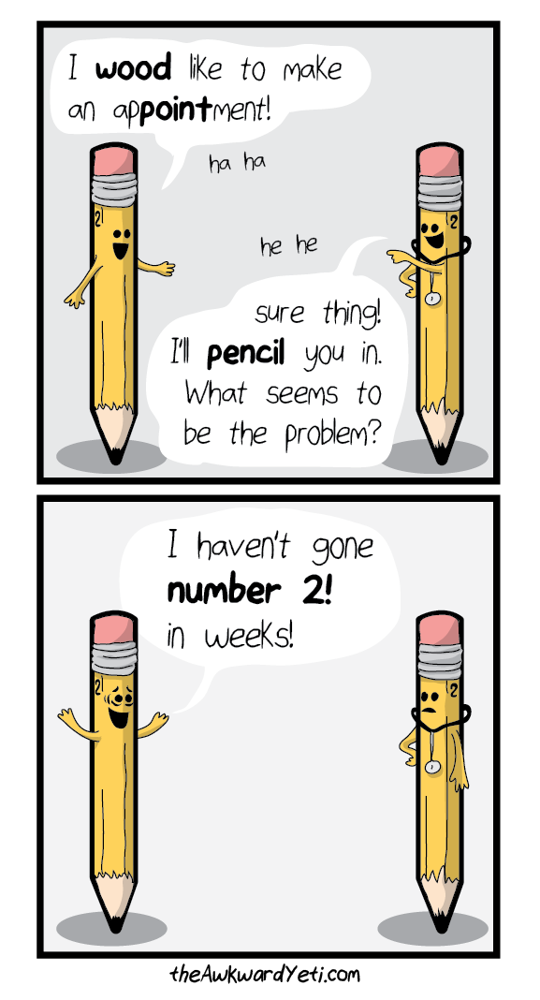 I wood like to make
an appointment!
ha ha
2
2
he he
sure thing!
I'll pencil you in.
What seems to
be the problem?
I haven't gone
number 2!
in weeks!
2
2
theAwkwardYeti.com